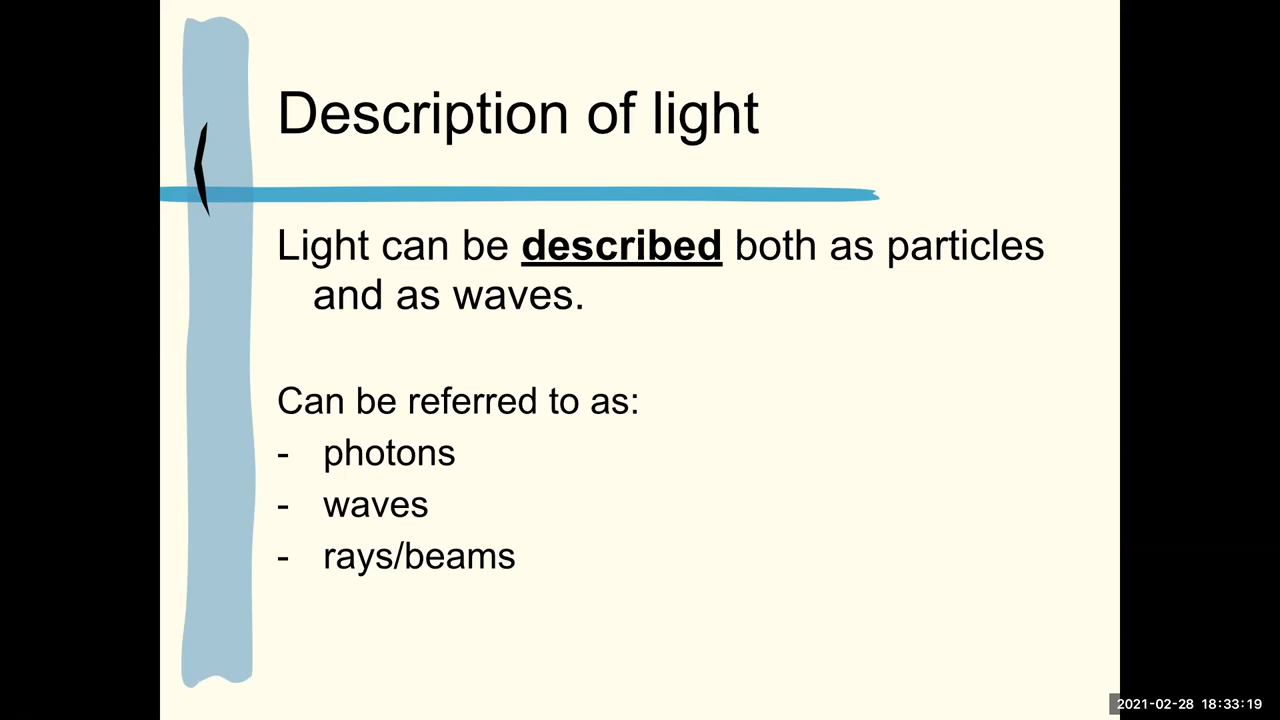 Description of light
Light can be described both as particles
and as waves.
Can be referred to as:
- photons
- waves
- rays/beams
2021-02-28 18:33:19